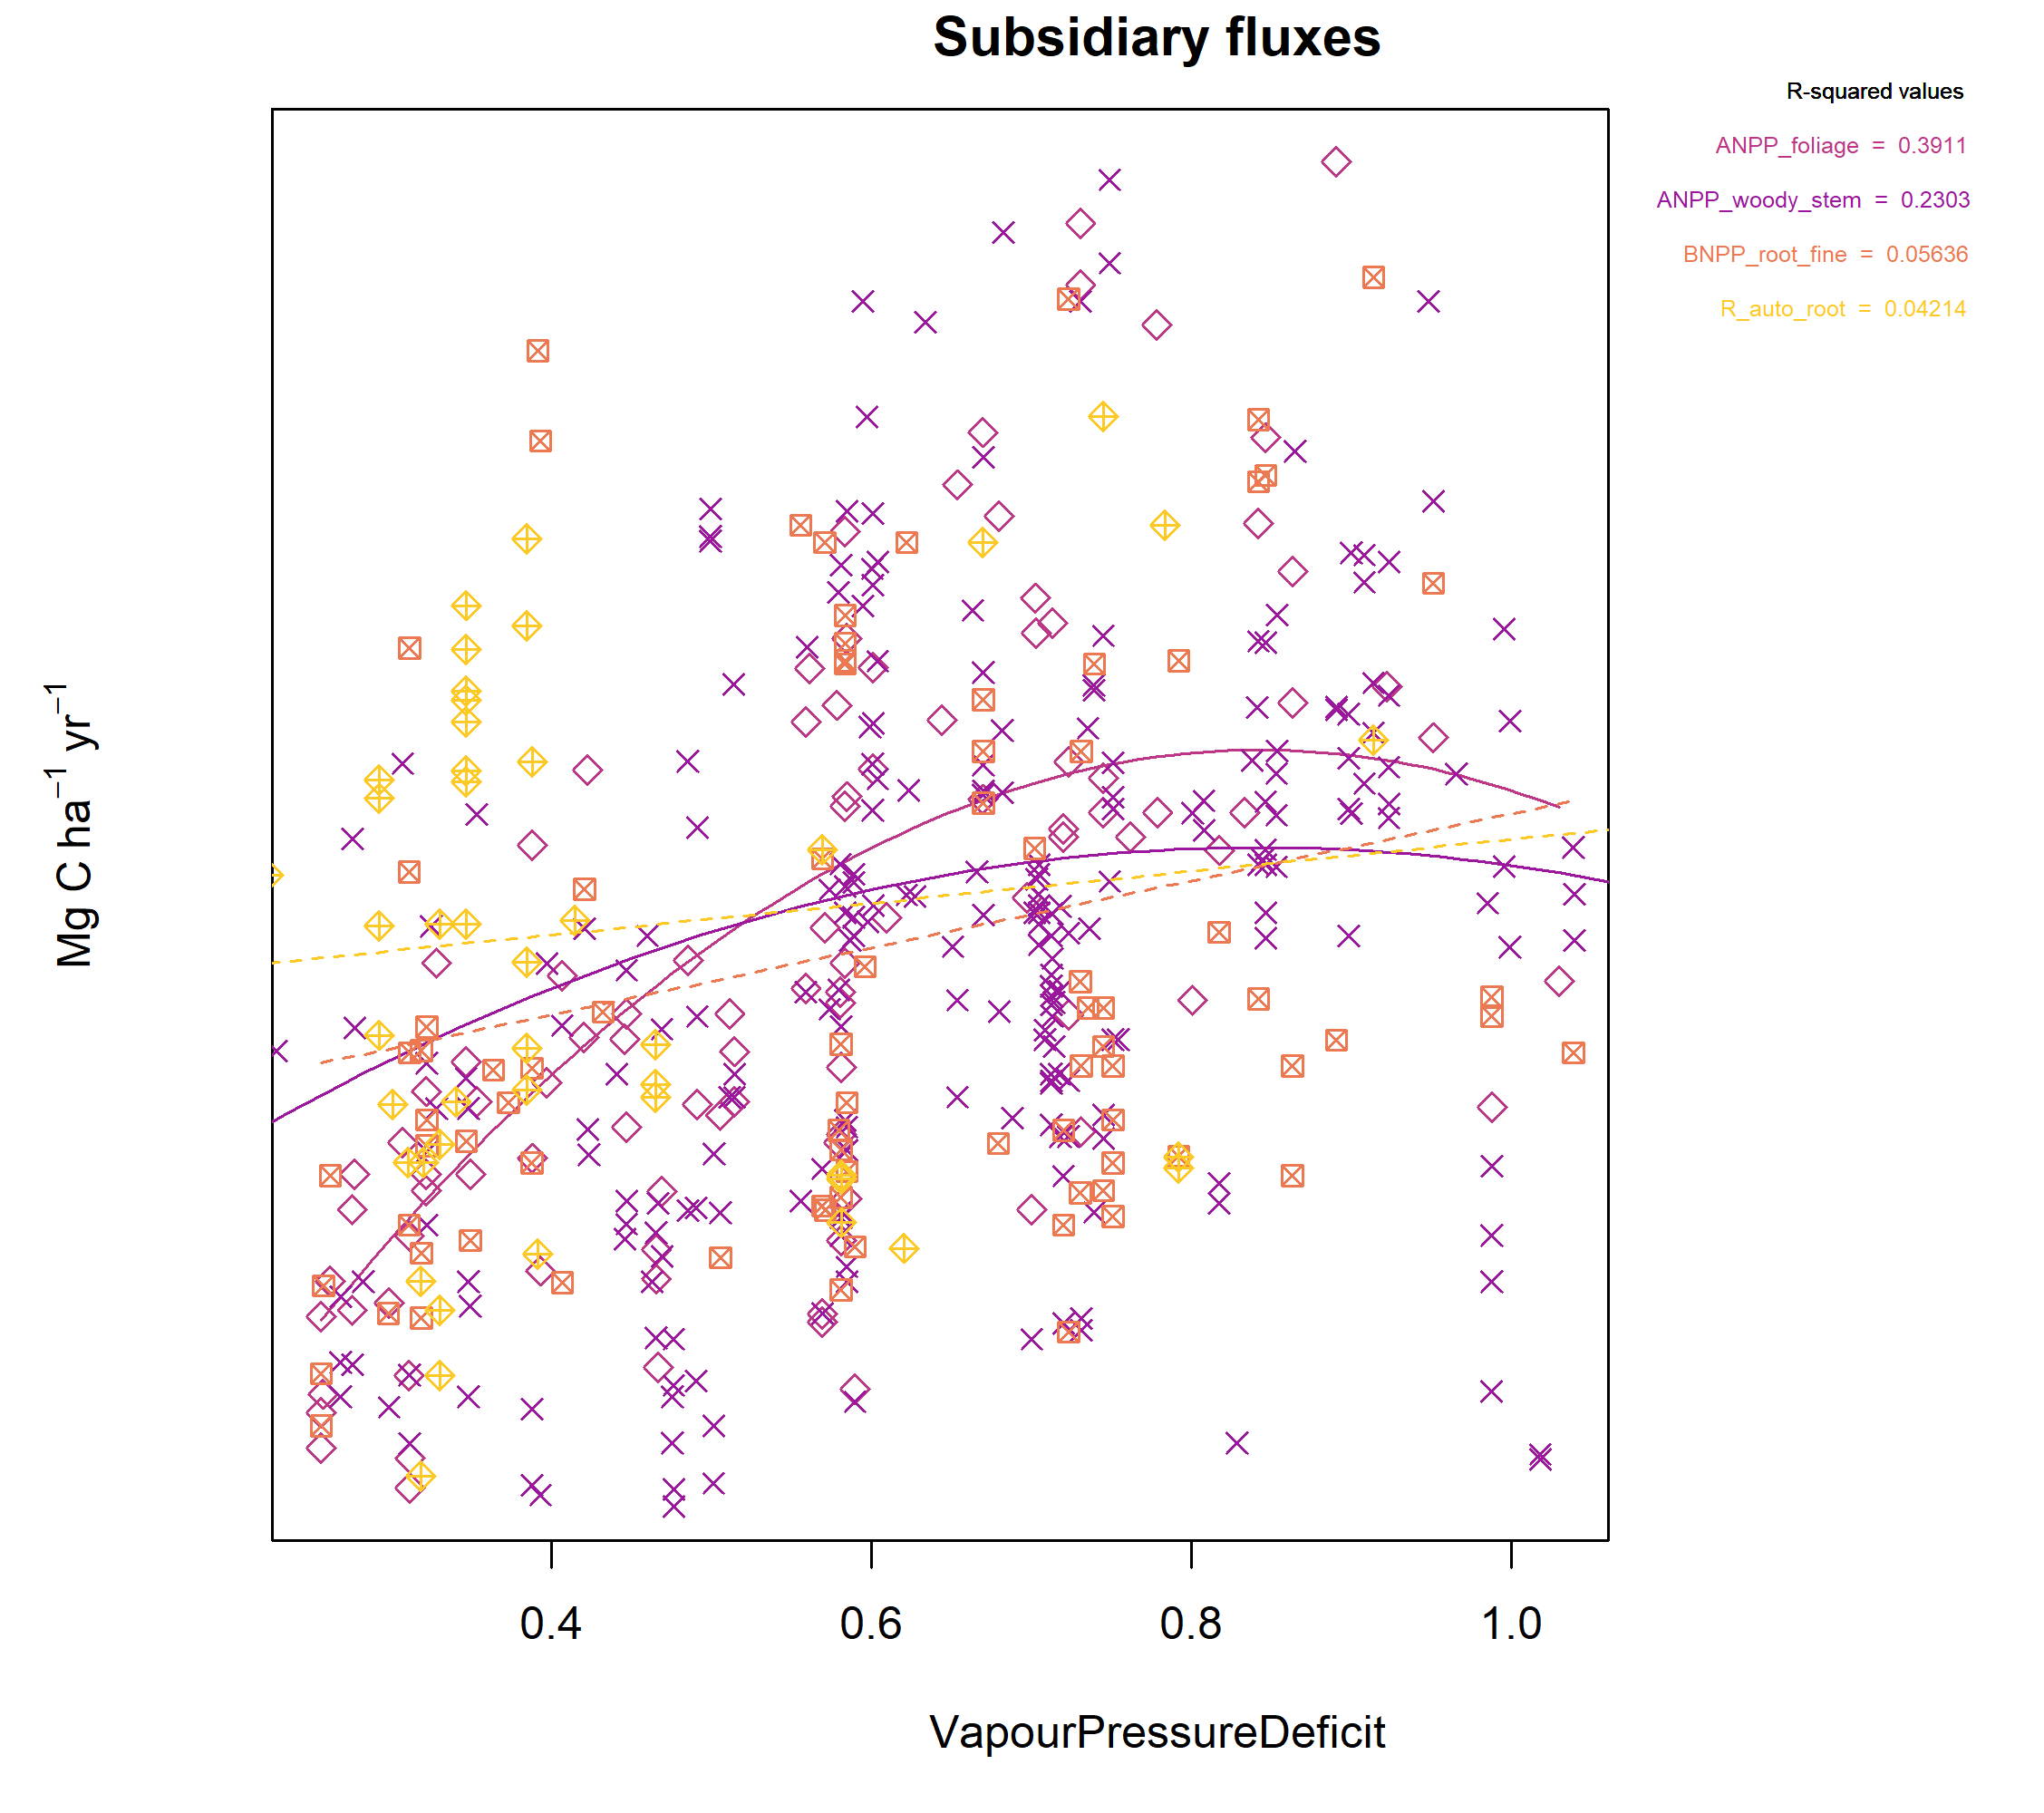 Subsidiary fluxes
R-squared values
ANPP_foliage = 0.3911
ANPP_woody_stem = 0.2303
BNPP_root_fine = 0.05636
R_auto_root = 0.04214
Mg C ha−1 yr−1
0.4 0.6 0.8 1.0
VapourPressureDeficit